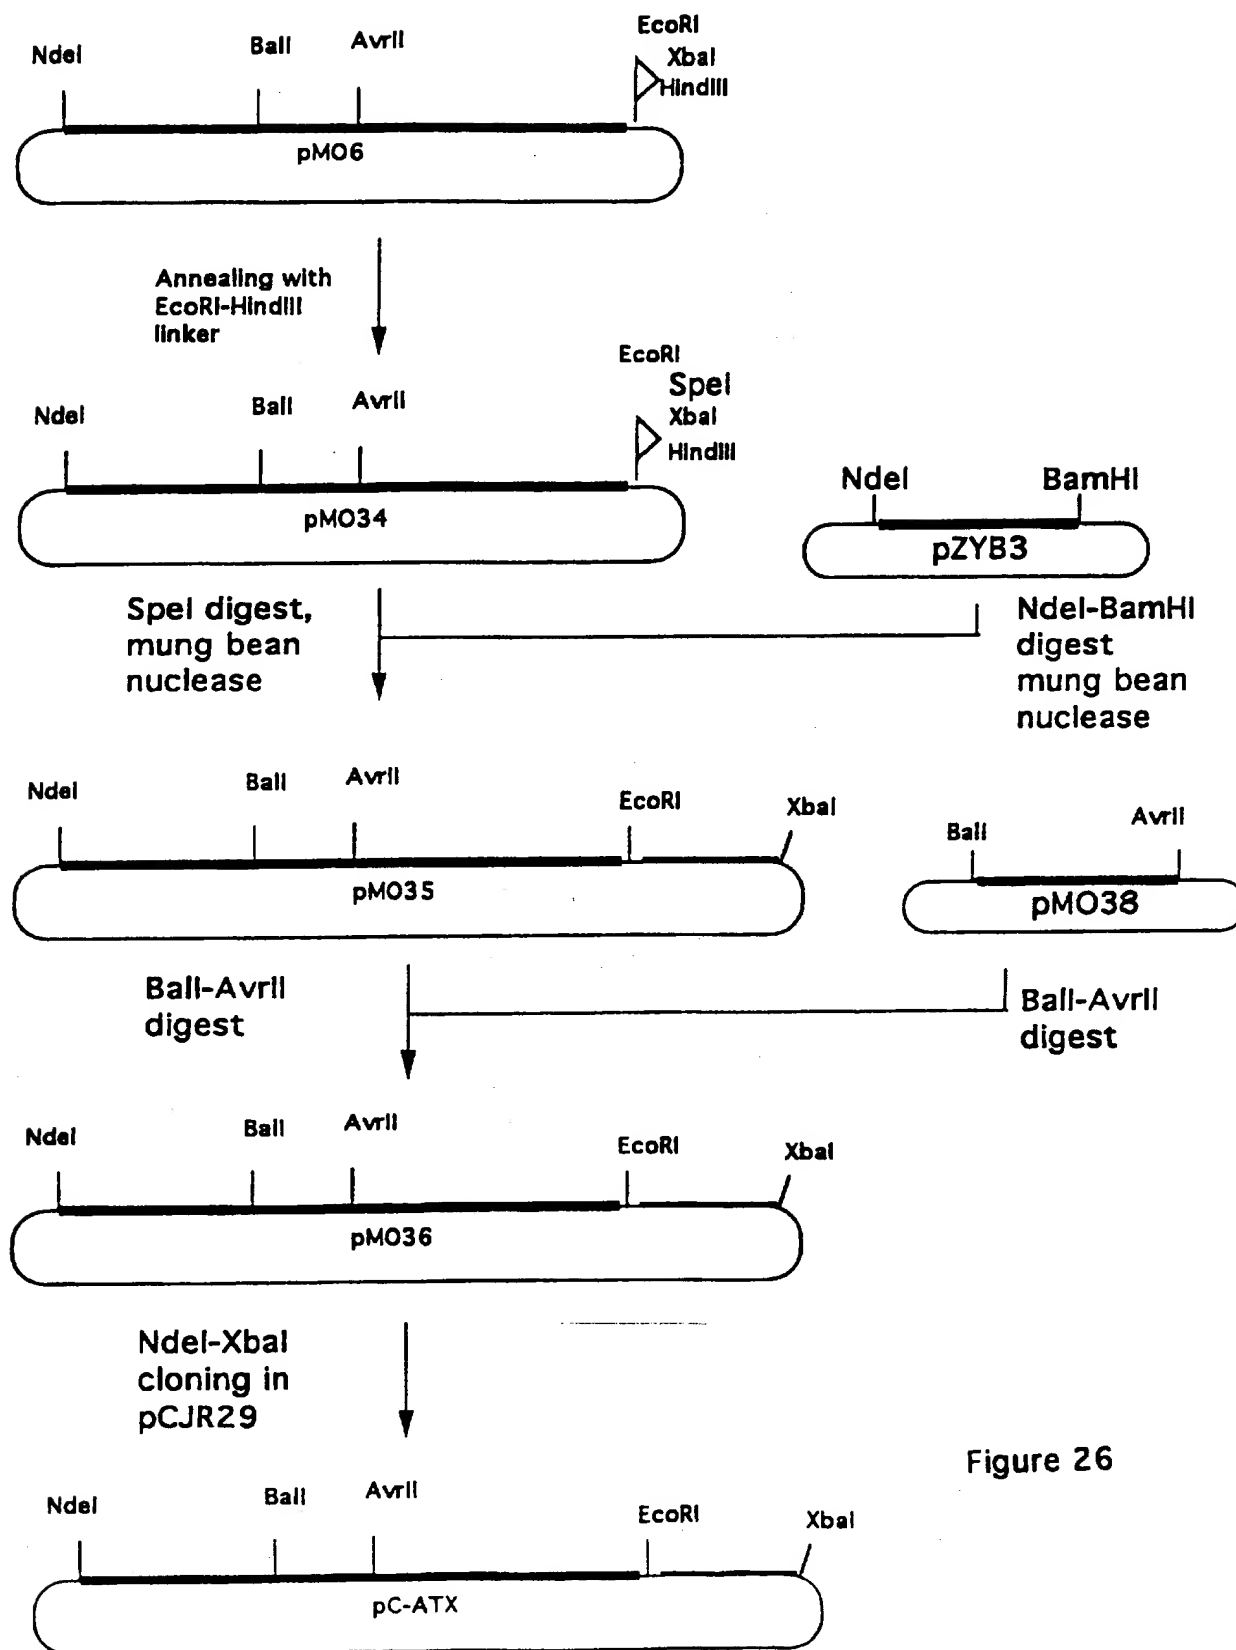 EcoRI
NdeI
BalI
AvrII
XbaI
HindIII
pMO6
Annealing with
EcoRI-HindIII
linker
EcoRI
SpeI
NdeI
BalI
AvrII
XbaI
HindIII
pMO34
NdeI
BamHI
pZYB3
SpeI digest,
mung bean
nuclease
NdeI-BamHI
digest
mung bean
nuclease
NdeI
BalI
AvrII
EcoRI
XbaI
pMO35
BalI
AvrII
pMO38
BalI-AvrII
digest
BalI-AvrII
digest
NdeI
BalI
AvrII
EcoRI
XbaI
pMO36
NdeI-XbaI
cloning in
pCJR29
Figure 26
NdeI
BalI
AvrII
EcoRI
XbaI
pC-ATX